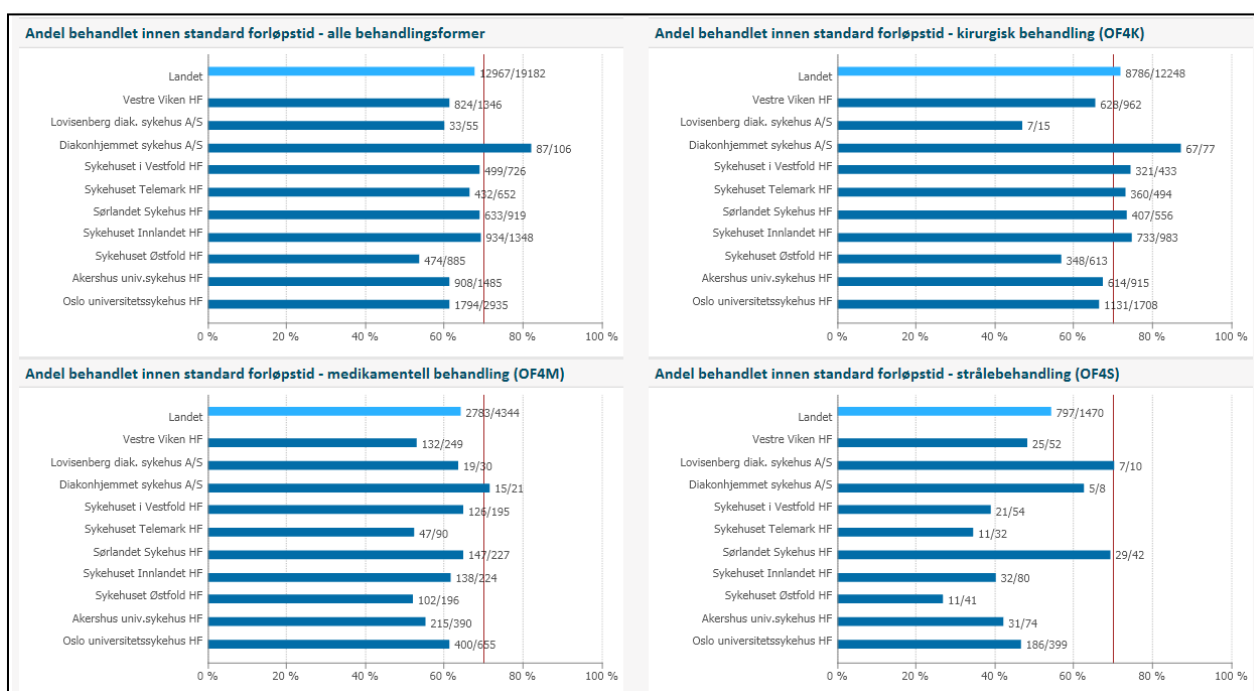 Andel behandlet innen standard forløpstid - alle behandlingsformer
Landet 12967/19182
Vestre Viken HF 824/1346
Lovisenberg diak. sykehus A/S 33/55
Diakonhjemmet sykehus A/S 87/106
Sykehuset i Vestfold HF 499/726
Sykehuset Telemark HF 432/652
Sørlandet Sykehus HF 633/919
Sykehuset Innlandet HF 934/1348
Sykehuset Østfold HF 474/885
Akershus univ.sykehus HF 908/1485
Oslo universitetssykehus HF 1794/2935
0 % 20 % 40 % 60 % 80 % 100 %
Andel behandlet innen standard forløpstid - kirurgisk behandling (OF4K)
Landet 8786/12248
Vestre Viken HF 628/962
Lovisenberg diak. sykehus A/S 7/15
Diakonhjemmet sykehus A/S 67/77
Sykehuset i Vestfold HF 321/433
Sykehuset Telemark HF 360/494
Sørlandet Sykehus HF 407/556
Sykehuset Innlandet HF 733/983
Sykehuset Østfold HF 348/613
Akershus univ.sykehus HF 614/915
Oslo universitetssykehus HF 1131/1708
0 % 20 % 40 % 60 % 80 % 100 %
Andel behandlet innen standard forløpstid - medikamentell behandling (OF4M)
Landet 2783/4344
Vestre Viken HF 132/249
Lovisenberg diak. sykehus A/S 19/30
Diakonhjemmet sykehus A/S 15/21
Sykehuset i Vestfold HF 126/195
Sykehuset Telemark HF 47/90
Sørlandet Sykehus HF 147/227
Sykehuset Innlandet HF 138/224
Sykehuset Østfold HF 102/196
Akershus univ.sykehus HF 215/390
Oslo universitetssykehus HF 400/655
0 % 20 % 40 % 60 % 80 % 100 %
Andel behandlet innen standard forløpstid - strålebehandling (OF4S)
Landet 797/1470
Vestre Viken HF 25/52
Lovisenberg diak. sykehus A/S 7/10
Diakonhjemmet sykehus A/S 5/8
Sykehuset i Vestfold HF 21/54
Sykehuset Telemark HF 11/32
Sørlandet Sykehus HF 29/42
Sykehuset Innlandet HF 32/80
Sykehuset Østfold HF 11/41
Akershus univ.sykehus HF 31/74
Oslo universitetssykehus HF 186/399
0 % 20 % 40 % 60 % 80 % 100 %